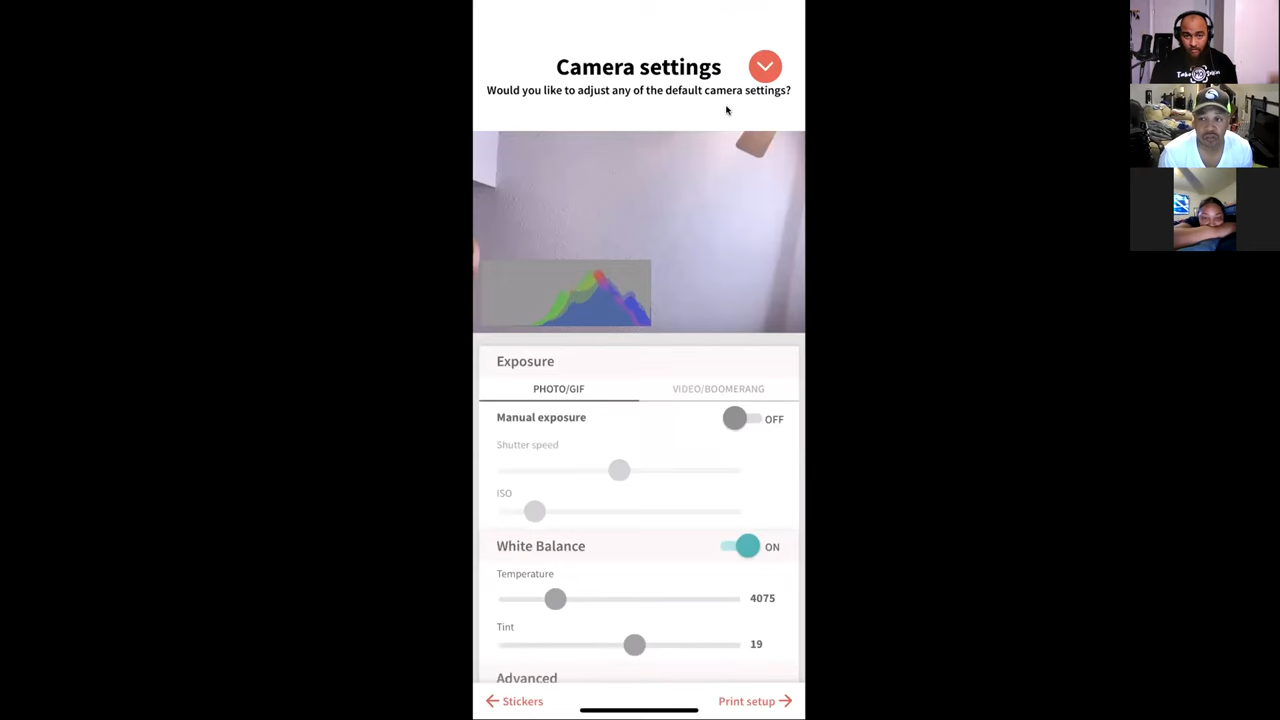 Camera settings
Would you like to adjust any of the default camera settings?
Exposure
PHOTO/GIF
VIDEO/BOOMERANG
Manual exposure
OFF
Shutter speed
ISO
White Balance
ON
Temperature
4075
Tint
19
Advanced
Stickers
Print setup